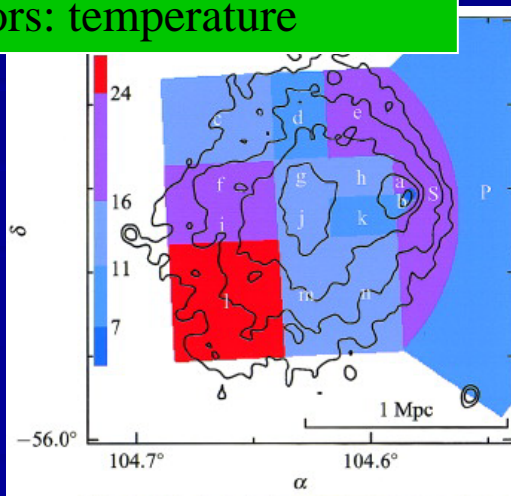 ors: temperature
24
16
11
7
c
d
e
f
g
h
a
b
S
P
i
j
k
l
m
n
δ
1 Mpc
−56.0°
104.7°
104.6°
α